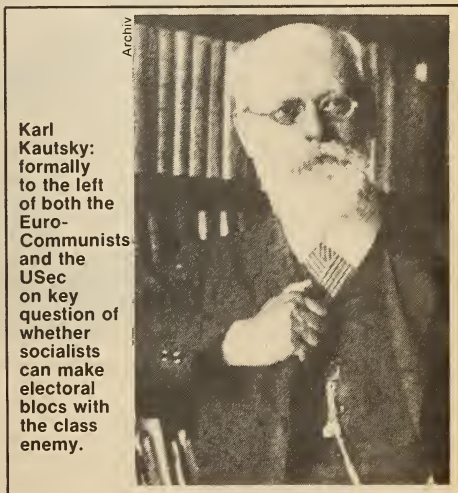 Archiv
Karl
Kautsky:
formally
to the left
of both the
Euro-
Communists
and the
USec
on key
question of
whether
socialists
can make
electoral
blocs with
the class
enemy.